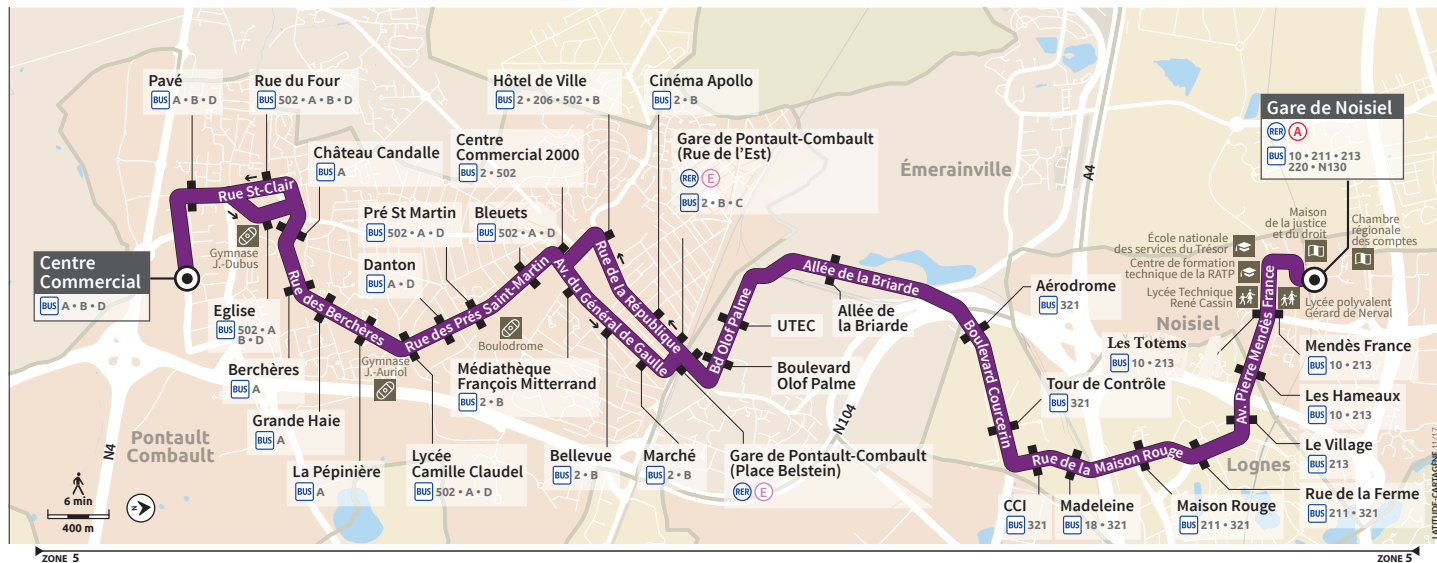 Pavé
BUS A • B • D
Rue du Four
BUS 502 • A • B • D
Château Candalle
BUS A
Hôtel de Ville
BUS 2 • 206 • 502 • B
Centre
Commercial 2000
BUS 2 • 502
Cinéma Apollo
BUS 2 • B
Gare de Pontault-Combault
(Rue de l'Est)
RER E
BUS 2 • B • C
Émerainville
A4
Gare de Noisiel
RER A
BUS 10 • 211 • 213
220 • N130
Pré St Martin
BUS 502 • A • D
Bleuets
BUS 502 • A • D
Danton
BUS A • D
Rue St-Clair
Gymnase
J.-Dubus
Centre
Commercial
BUS A • B • D
Eglise
BUS 502 • A
B • D
Berchères
BUS A
Grande Haie
BUS A
La Pépinière
BUS A
Rue des Berchères
Gymnase
J.-Auriol
Lycée
Camille Claudel
BUS 502 • A • D
Rue des Prés Saint-Martin
Boulodrome
Médiathèque
François Mitterrand
BUS 2 • B
Av. du Général de Gaulle
Rue de la République
Bellevue
BUS 2 • B
Marché
BUS 2 • B
Gare de Pontault-Combault
(Place Belstein)
RER E
Bd Olof Palme
UTEC
Boulevard
Olof Palme
Allée de la Briarde
Allée de
la Briarde
N104
Aérodrome
BUS 321
Boulevard Courcerin
Tour de Contrôle
BUS 321
CCI
BUS 321
Madeleine
BUS 18 • 321
Rue de la Maison Rouge
Maison Rouge
BUS 211 • 321
Rue de la Ferme
BUS 211 • 321
Lognes
Le Village
BUS 213
Les Hameaux
BUS 10 • 213
Mendès France
BUS 10 • 213
Av. Pierre Mendès France
Les Totems
BUS 10 • 213
Noisiel
École nationale
des services du Trésor
Centre de formation
technique de la RATP
Lycée Technique
René Cassin
Maison
de la justice
et du droit
Chambre
régionale
des comptes
Lycée polyvalent
Gérard de Nerval
Pontault
Combault
N4
6 min
400 m
N
LATITUDE-CARTAGÈNE 11/17
ZONE 5
ZONE 5